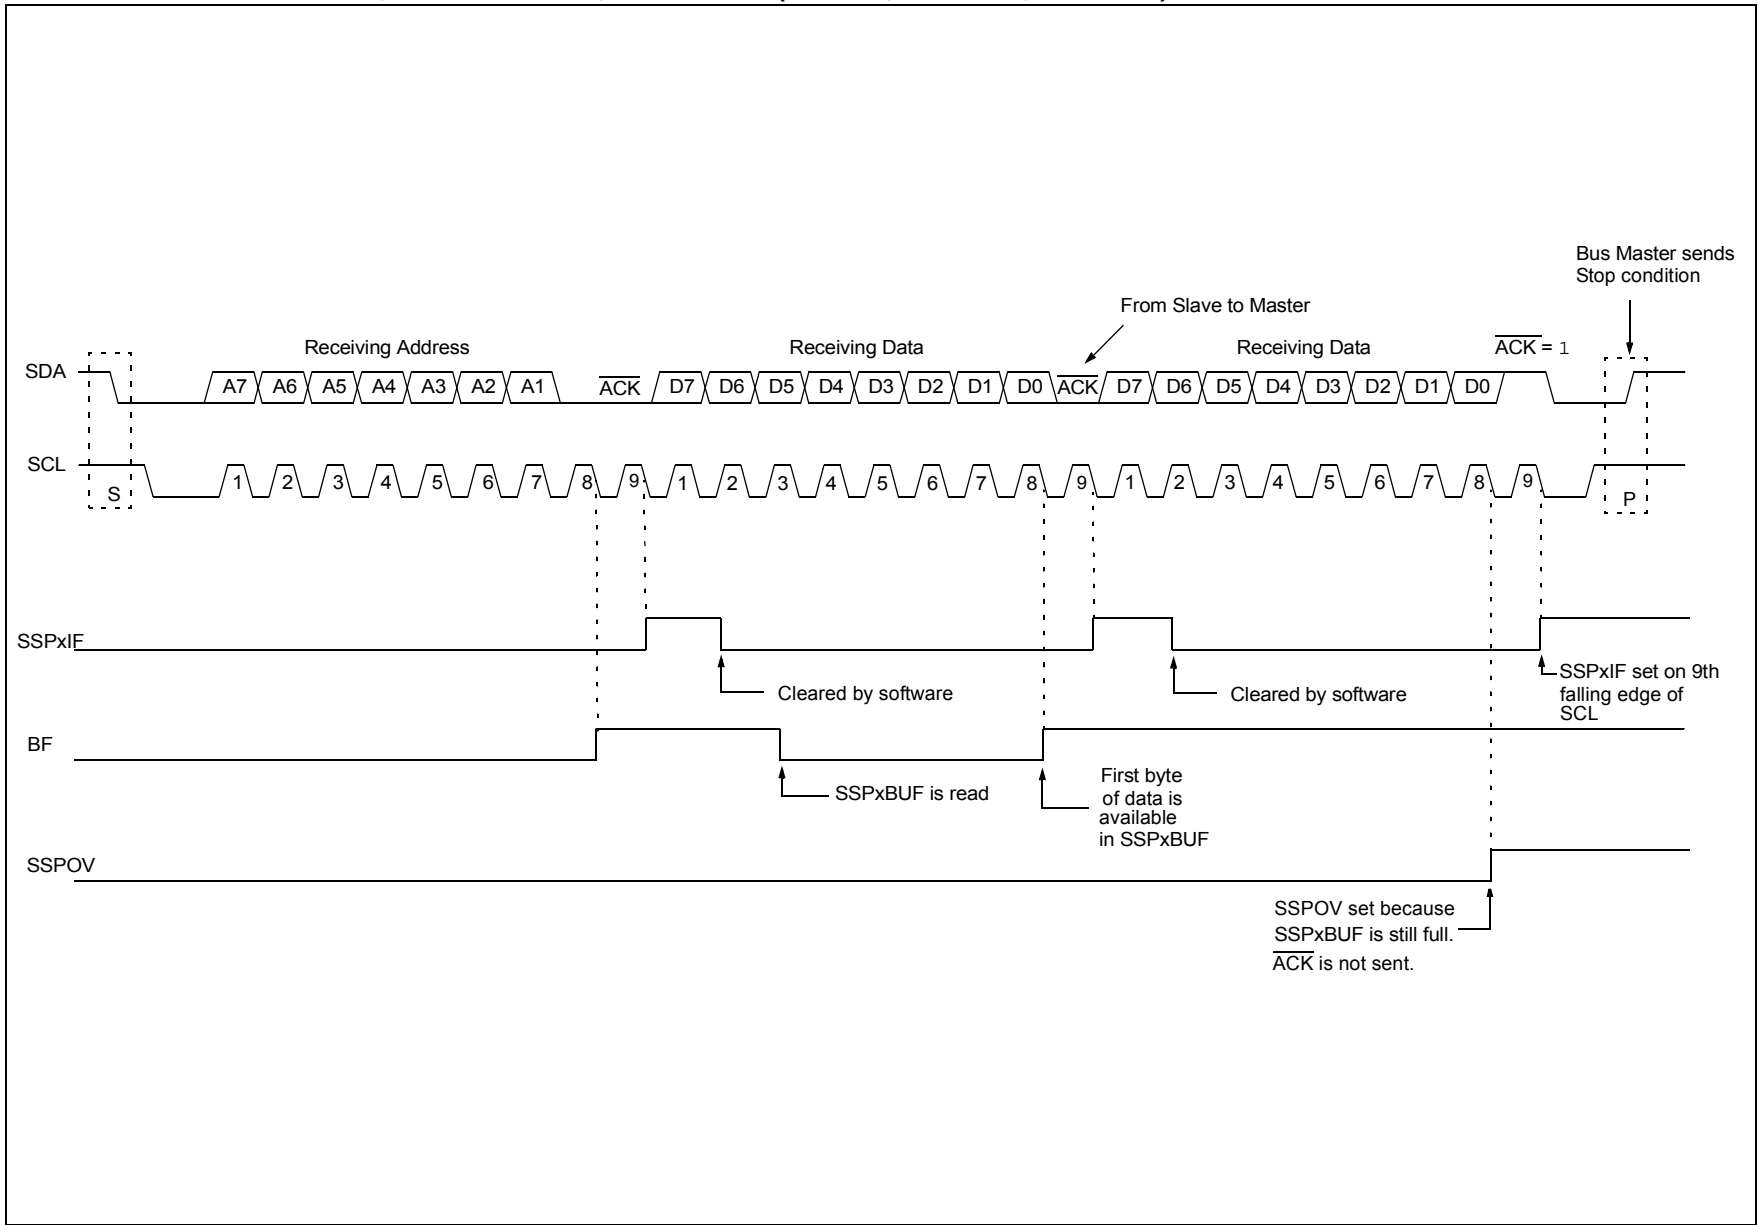 Bus Master sends
Stop condition
From Slave to Master
Receiving Address
Receiving Data
Receiving Data
ACK = 1
SDA
A7 A6 A5 A4 A3 A2 A1 ACK D7 D6 D5 D4 D3 D2 D1 D0 ACK D7 D6 D5 D4 D3 D2 D1 D0
SCL
S 1 2 3 4 5 6 7 8 9 1 2 3 4 5 6 7 8 9 1 2 3 4 5 6 7 8 9 P
SSPxIF
Cleared by software
Cleared by software
SSPxIF set on 9th
falling edge of
SCL
BF
SSPxBUF is read
First byte
of data is
available
in SSPxBUF
SSPOV
SSPOV set because
SSPxBUF is still full.
ACK is not sent.